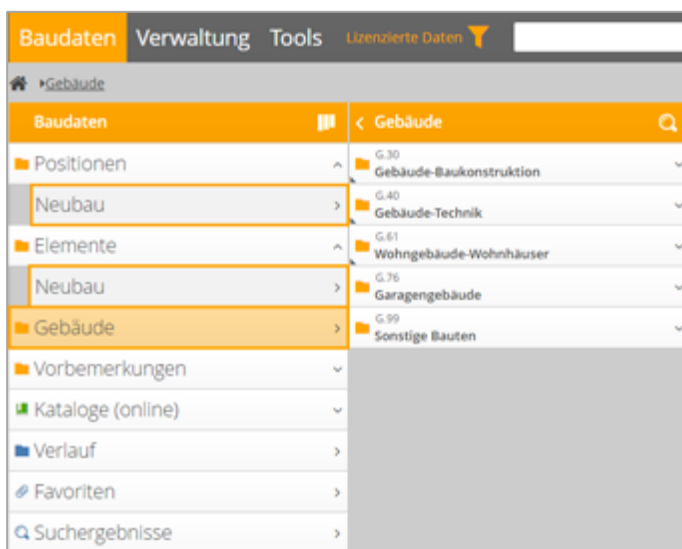 Baudaten Verwaltung Tools Lizenzierte Daten
Gebäude
Baudaten
Positionen
Neubau
Elemente
Neubau
Gebäude
Vorbemerkungen
Kataloge (online)
Verlauf
Favoriten
Suchergebnisse
Gebäude
G.30
Gebäude-Baukonstruktion
G.40
Gebäude-Technik
G.61
Wohngebäude-Wohnhäuser
G.76
Garagengebäude
G.99
Sonstige Bauten